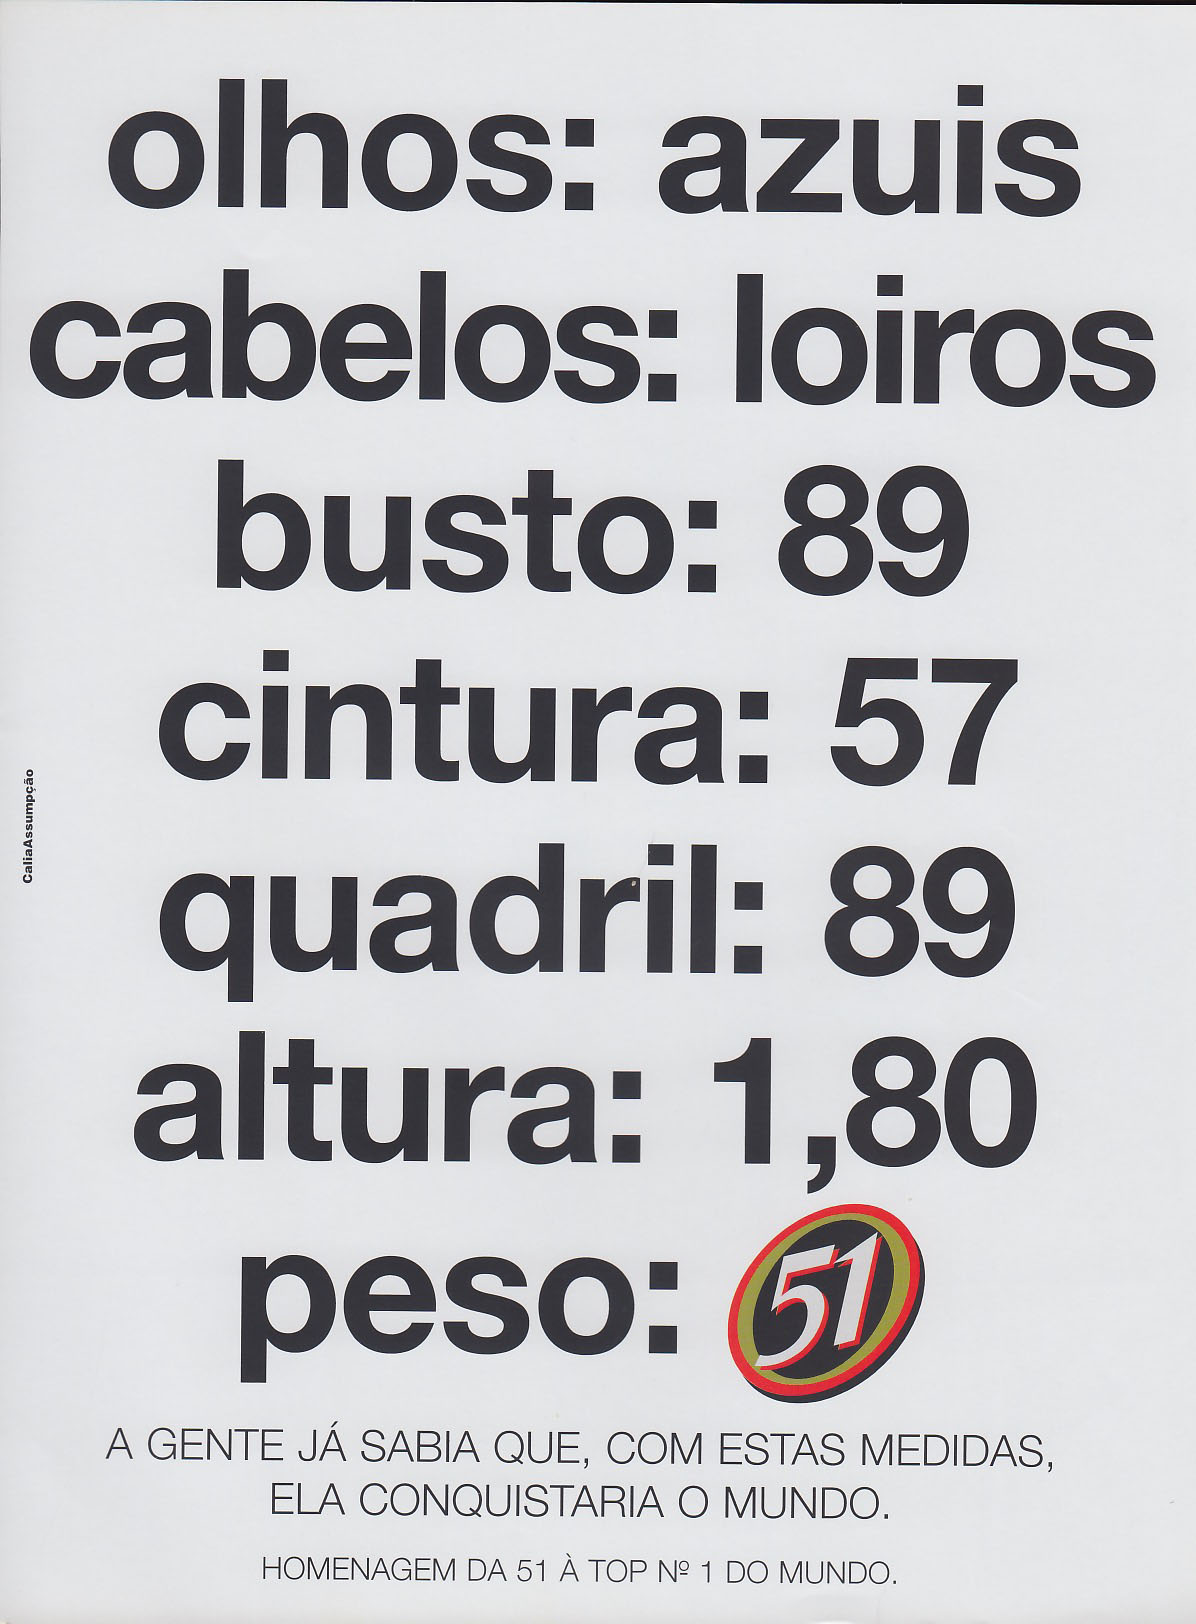 olhos: azuis
cabelos: loiros
busto: 89
cintura: 57
quadril: 89
altura: 1,80
peso: 51
A GENTE JÁ SABIA QUE, COM ESTAS MEDIDAS,
ELA CONQUISTARIA O MUNDO.
HOMENAGEM DA 51 À TOP Nº 1 DO MUNDO.
CaliaAssumpção